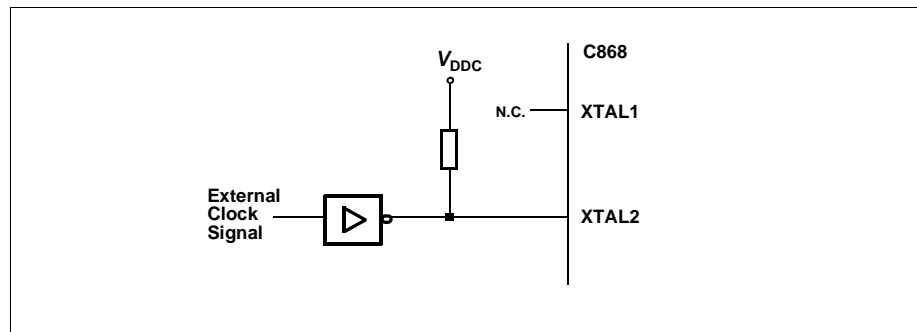 C868
VDDC
N.C.
XTAL1
External
Clock
Signal
XTAL2